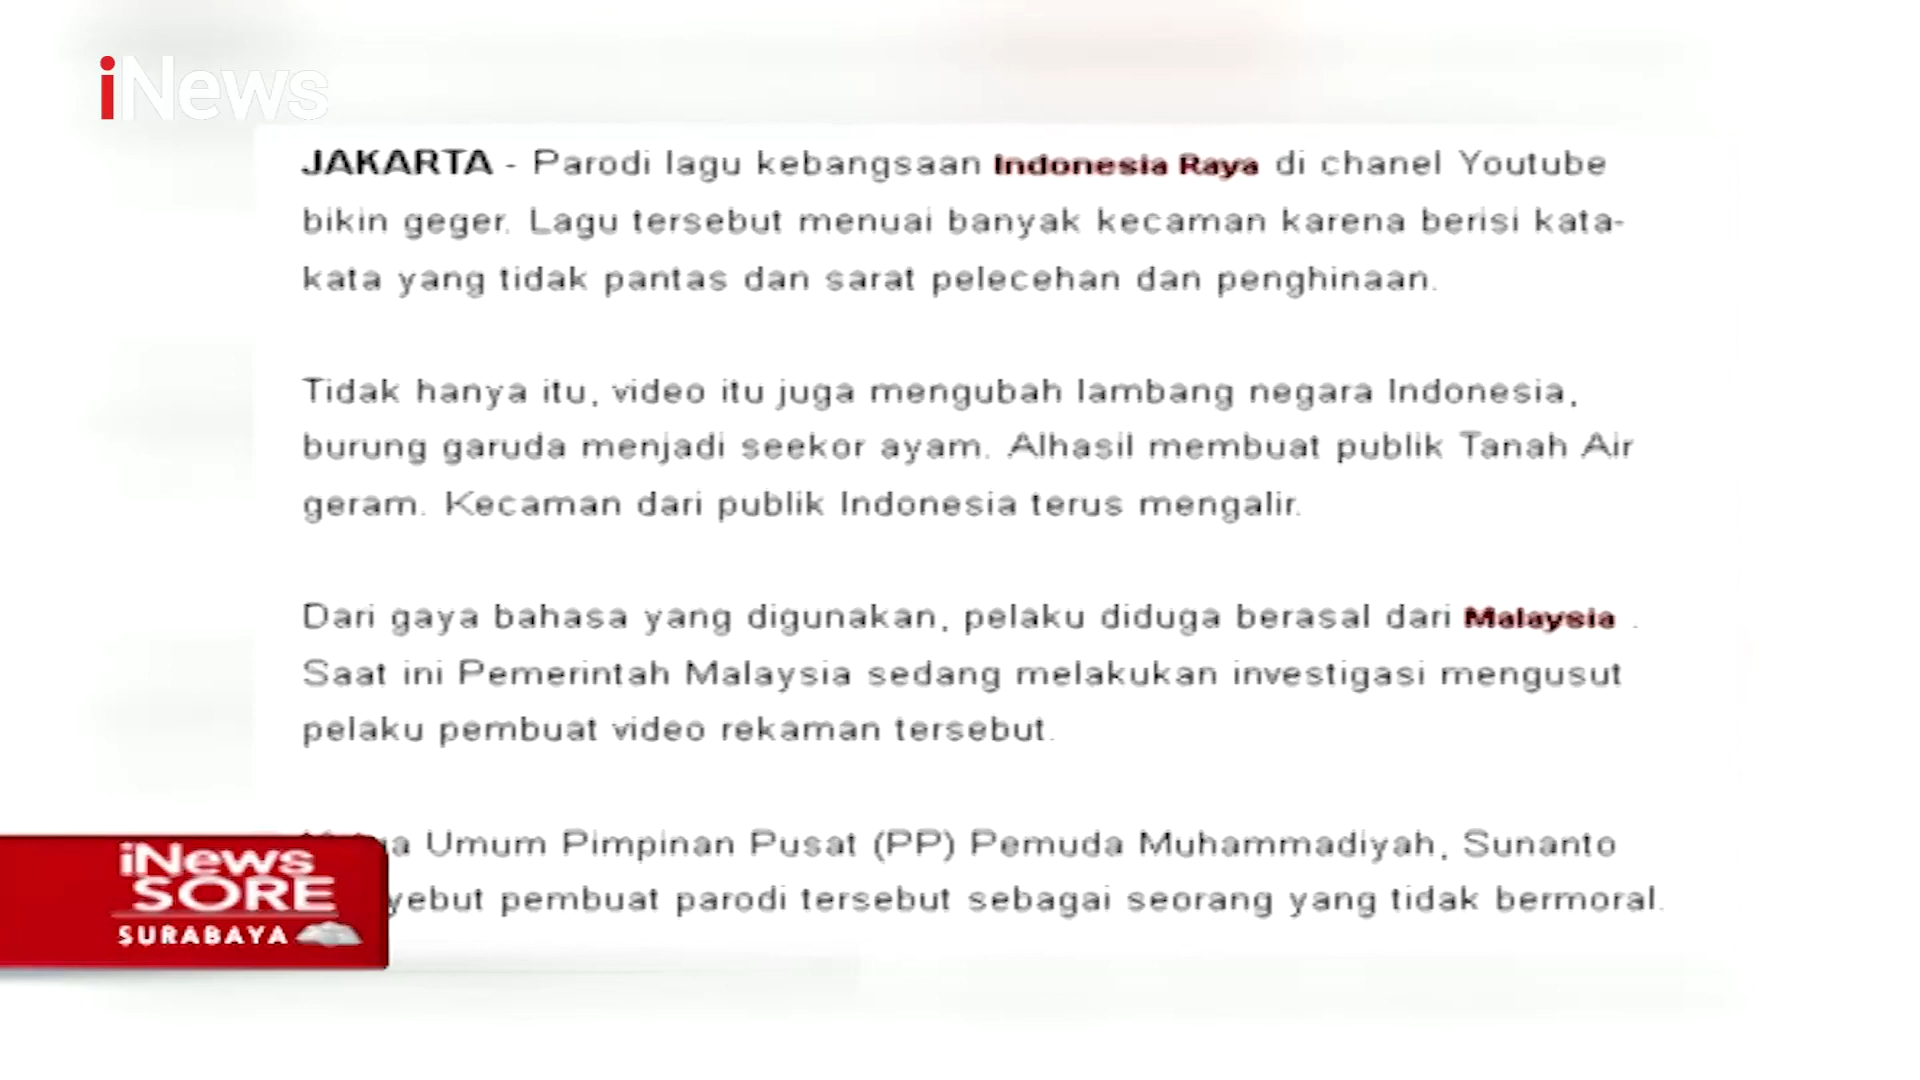 iNews
JAKARTA - Parodi lagu kebangsaan Indonesia Raya di chanel Youtube
bikin geger. Lagu tersebut menuai banyak kecaman karena berisi kata-
kata yang tidak pantas dan sarat pelecehan dan penghinaan.
Tidak hanya itu, video itu juga mengubah lambang negara Indonesia,
burung garuda menjadi seekor ayam. Alhasil membuat publik Tanah Air
geram. Kecaman dari publik Indonesia terus mengalir.
Dari gaya bahasa yang digunakan, pelaku diduga berasal dari Malaysia .
Saat ini Pemerintah Malaysia sedang melakukan investigasi mengusut
pelaku pembuat video rekaman tersebut.
Umum Pimpinan Pusat (PP) Pemuda Muhammadiyah, Sunanto
pembuat parodi tersebut sebagai seorang yang tidak bermoral.
iNews
SORE
SURABAYA